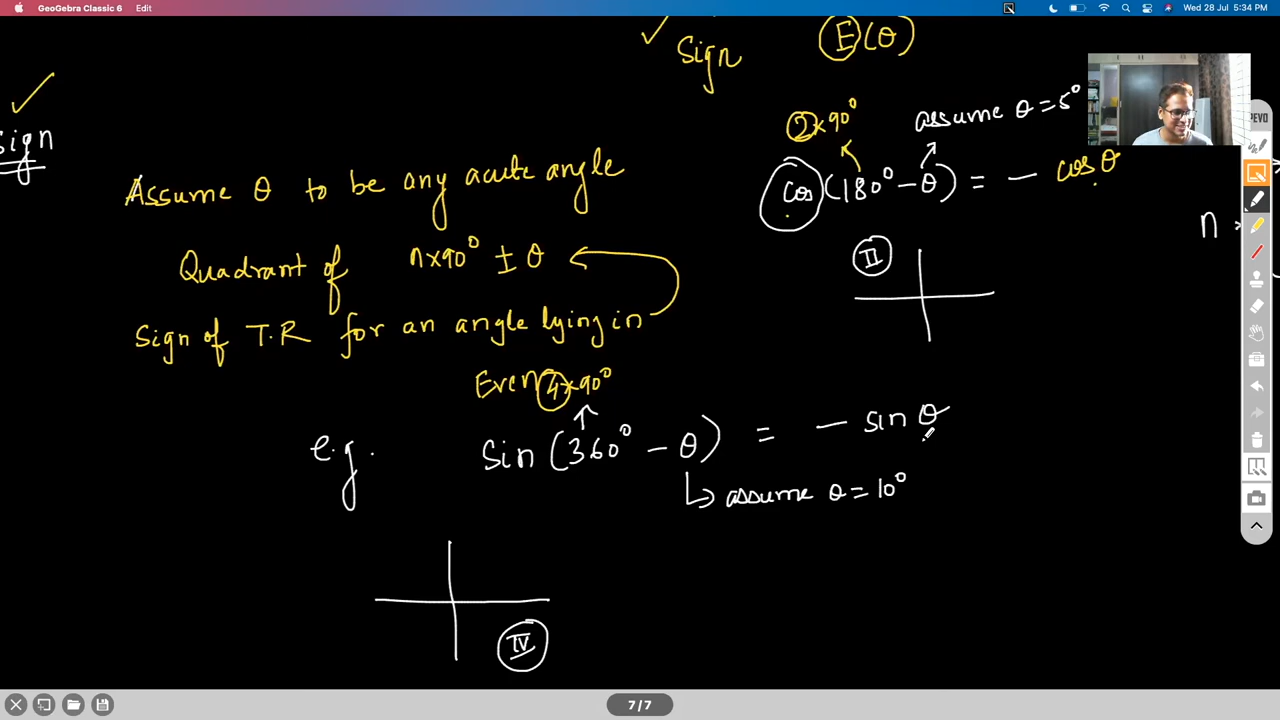 GeoGebra Classic 6 Edit Wed 28 Jul 5:34 PM
Sign E(θ)
sign
2×90° assume θ = 5°
cos(180° − θ) = − cos θ
Assume θ to be any acute angle
n
II
Quadrant of n×90° ± θ
Sign of T.R for an angle lying in
Even 4×90°
e.g. sin(360° − θ) = − sin θ
↳ assume θ = 10°
IV
7/7